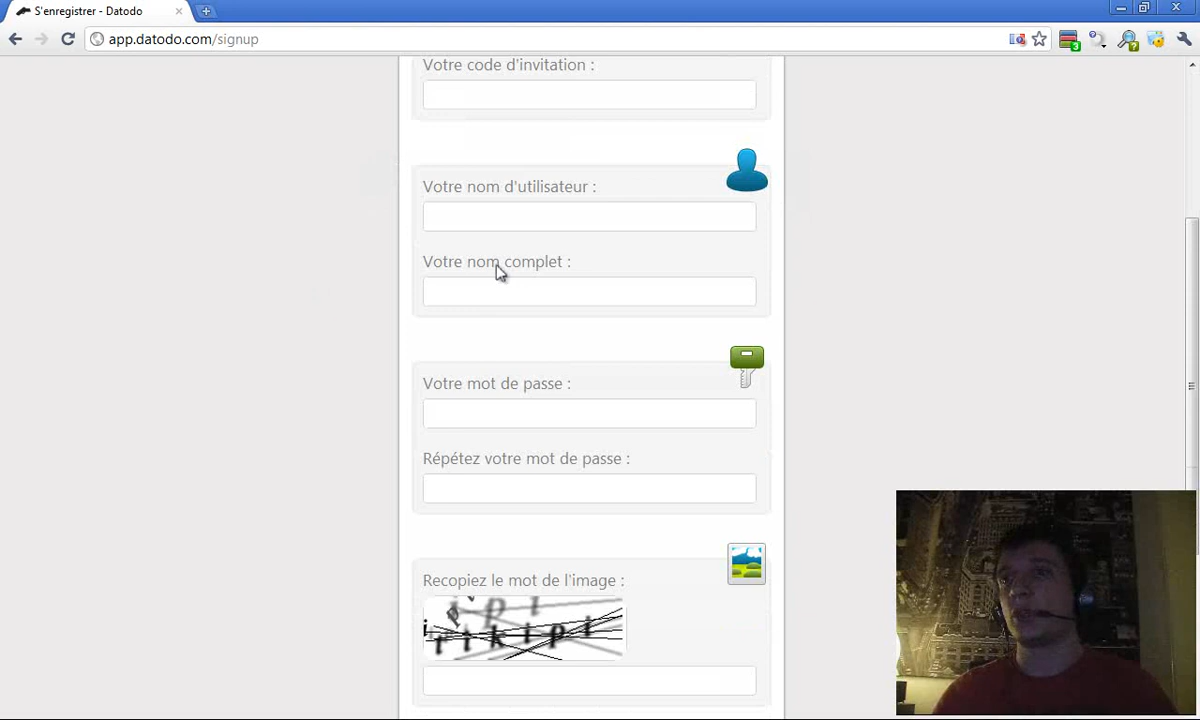 S'enregistrer - Datodo
app.datodo.com/signup
3
Votre code d'invitation :
Votre nom d'utilisateur :
Votre nom complet :
Votre mot de passe :
Répétez votre mot de passe :
Recopiez le mot de l'image :